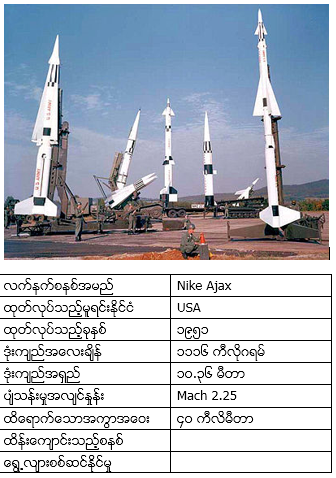 U.S. ARMY
လက်နက်စနစ်အမည် Nike Ajax
ထုတ်လုပ်သည့်မူရင်းနိုင်ငံ USA
ထုတ်လုပ်သည့်ခုနှစ် ၁၉၅၁
ဒုံးကျည်အလေးချိန် ၁၁၁၆ ကီလိုဂရမ်
ဒုံးကျည်အရှည် ၁၀.၃၆ မီတာ
ပျံသန်းမှုအလျင်နှုန်း Mach 2.25
ထိရောက်သောအကွာအဝေး ၄၀ ကီလိမီတာ
ထိန်းကျောင်းသည့်စနစ်
ရွေ့လျားစစ်ဆင်နိုင်မှု